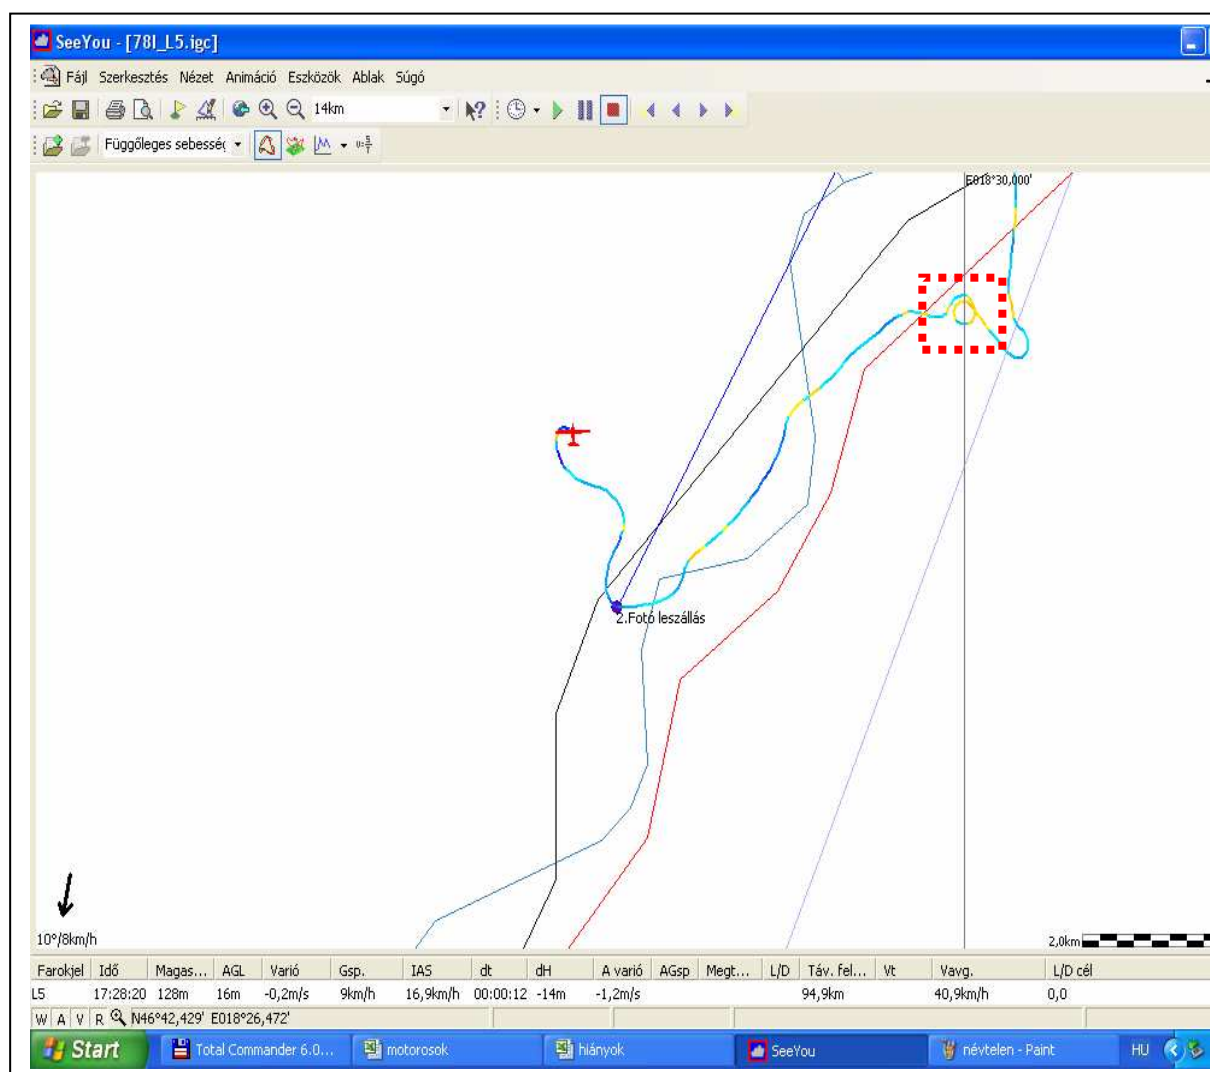 SeeYou - [78I_L5.igc]
Fájl Szerkesztés Nézet Animáció Eszközök Ablak Súgó
14km
Függőleges sebessé
E018°30,000'
2.Fotó leszállás
10°/8km/h
2,0km
Farokjel Idő Magas... AGL Varió Gsp. IAS dt dH A varió AGsp Megt... L/D Táv. fel... Vt Vavg. L/D cél
L5 17:28:20 128m 16m -0,2m/s 9km/h 16,9km/h 00:00:12 -14m -1,2m/s 94,9km 40,9km/h 0,0
W A V R N46°42,429' E018°26,472'
Start Total Commander 6.0... motorosok hiányok SeeYou névtelen - Paint HU